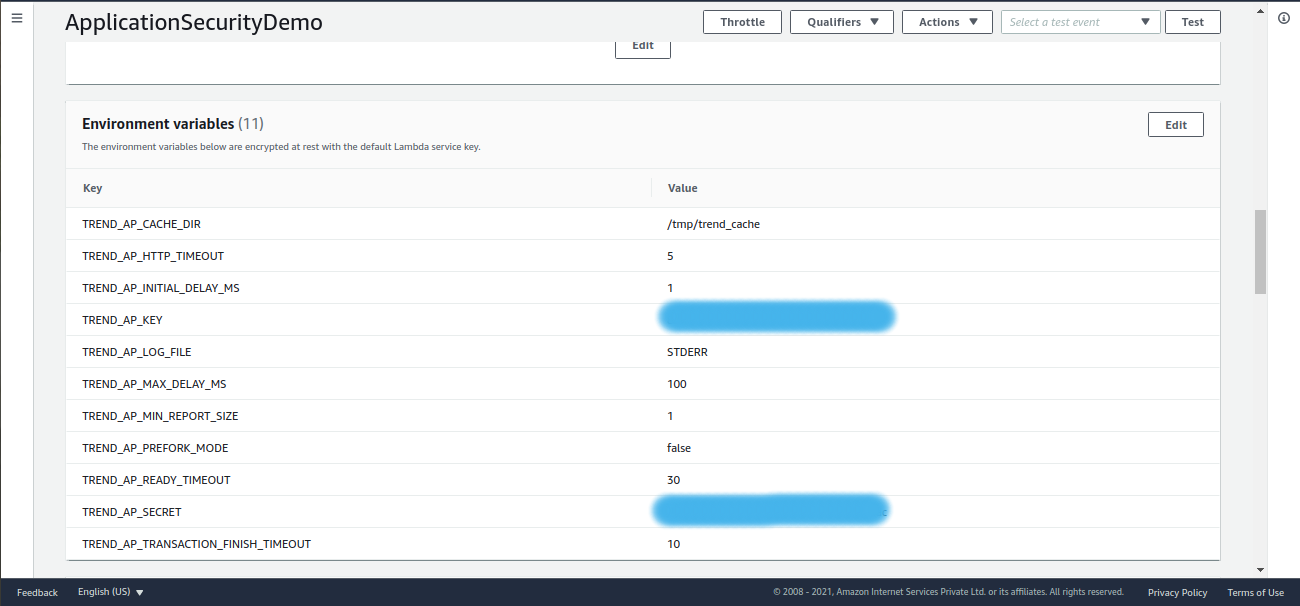 ApplicationSecurityDemo
Throttle Qualifiers Actions Select a test event Test
Edit
Environment variables (11)
Edit
The environment variables below are encrypted at rest with the default Lambda service key.
Key Value
TREND_AP_CACHE_DIR /tmp/trend_cache
TREND_AP_HTTP_TIMEOUT 5
TREND_AP_INITIAL_DELAY_MS 1
TREND_AP_KEY
TREND_AP_LOG_FILE STDERR
TREND_AP_MAX_DELAY_MS 100
TREND_AP_MIN_REPORT_SIZE 1
TREND_AP_PREFORK_MODE false
TREND_AP_READY_TIMEOUT 30
TREND_AP_SECRET
TREND_AP_TRANSACTION_FINISH_TIMEOUT 10
Feedback English (US) © 2008 - 2021, Amazon Internet Services Private Ltd. or its affiliates. All rights reserved. Privacy Policy Terms of Use